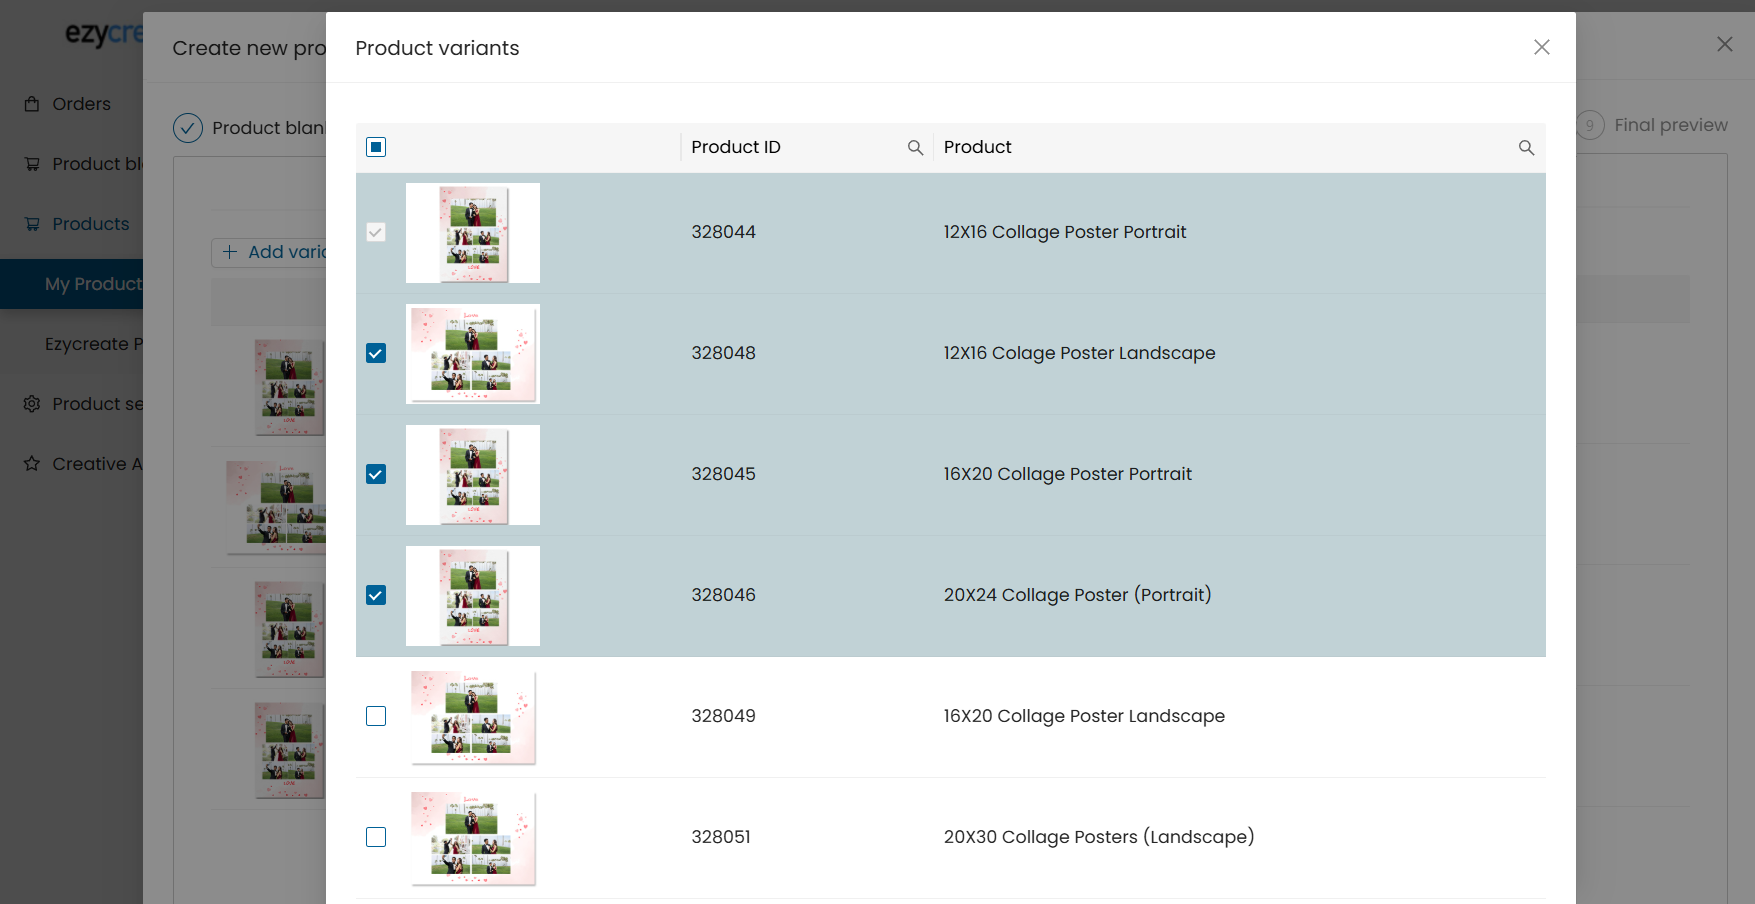 ezycre
Create new pro
Product variants
Orders
Product blan
9
Final preview
Product bl
Products
Add varia
My Product
Ezycreate P
Product se
Creative A
Product ID
Product
328044
12X16 Collage Poster Portrait
328048
12X16 Colage Poster Landscape
328045
16X20 Collage Poster Portrait
328046
20X24 Collage Poster (Portrait)
328049
16X20 Collage Poster Landscape
328051
20X30 Collage Posters (Landscape)